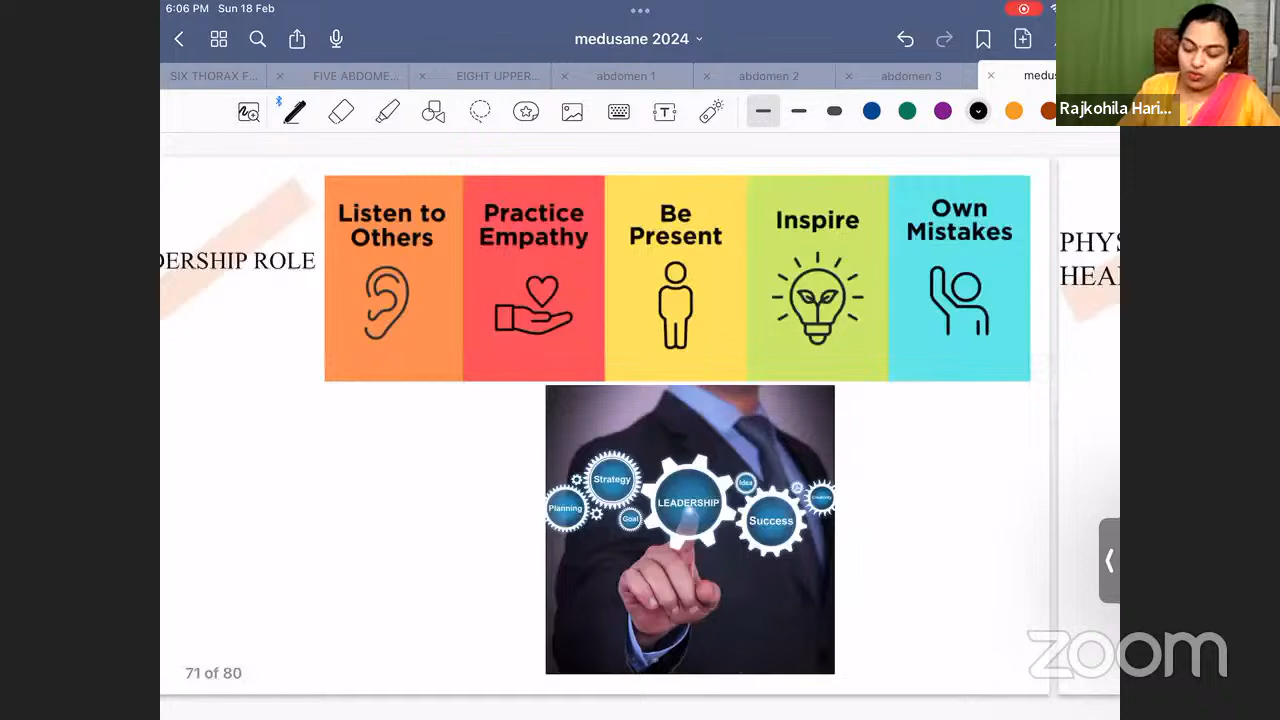 6:06 PM Sun 18 Feb
medusane 2024
SIX THORAX F...
FIVE ABDOME...
EIGHT UPPER...
abdomen 1
abdomen 2
abdomen 3
medus
Rajkohila Hari...
DERSHIP ROLE
Listen to
Others
Practice
Empathy
Be
Present
Inspire
Own
Mistakes
PHYS
HEA
Planning
Strategy
Goal
LEADERSHIP
Idea
Success
Creativity
71 of 80
zoom